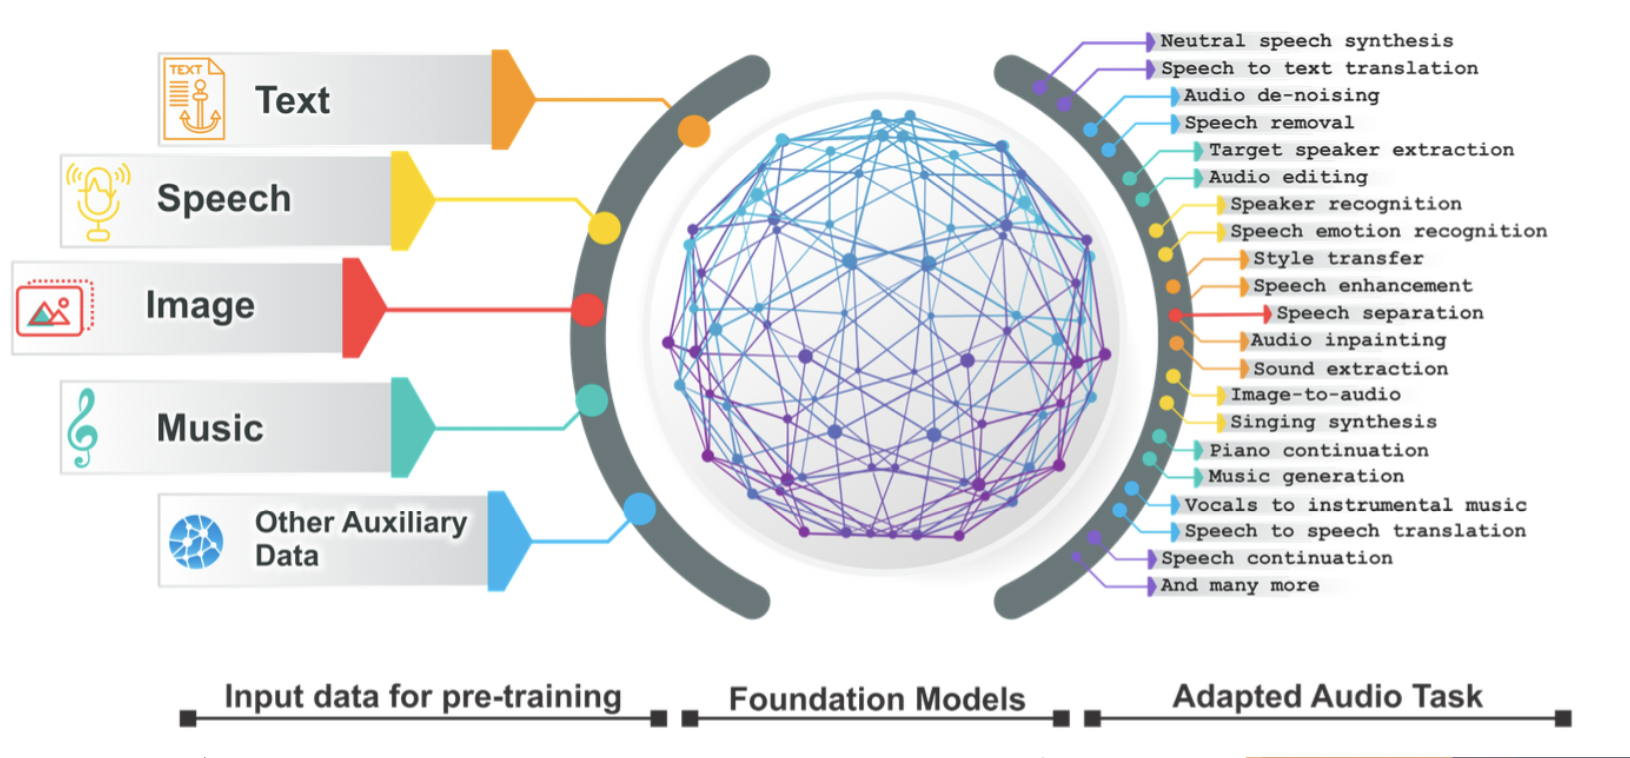 TEXT
Text
Speech
Image
Music
Other Auxiliary
Data
Neutral speech synthesis
Speech to text translation
Audio de-noising
Speech removal
Target speaker extraction
Audio editing
Speaker recognition
Speech emotion recognition
Style transfer
Speech enhancement
Speech separation
Audio inpainting
Sound extraction
Image-to-audio
Singing synthesis
Piano continuation
Music generation
Vocals to instrumental music
Speech to speech translation
Speech continuation
And many more
Input data for pre-training
Foundation Models
Adapted Audio Task